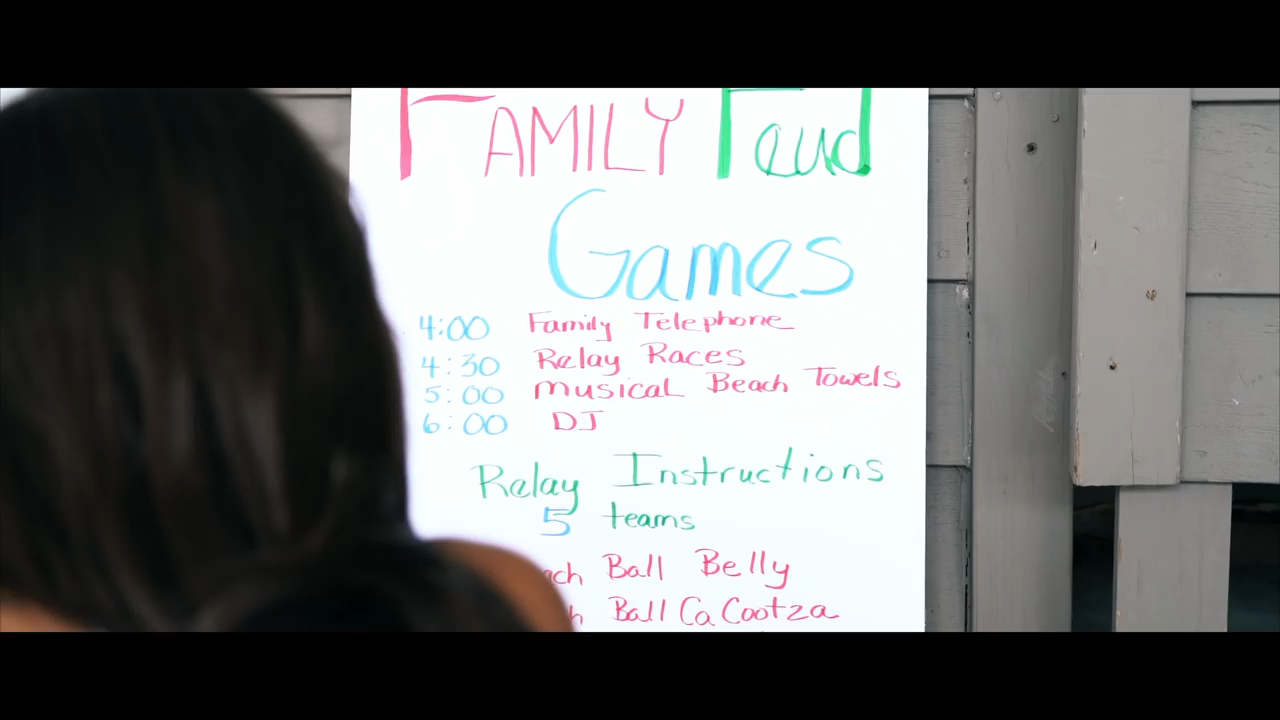 FAMILY Feud
Games
4:00 Family Telephone
4:30 Relay Races
5:00 Musical Beach Towels
6:00 DJ
Relay Instructions
5 teams
Ball Belly
Ball Ca Cootza